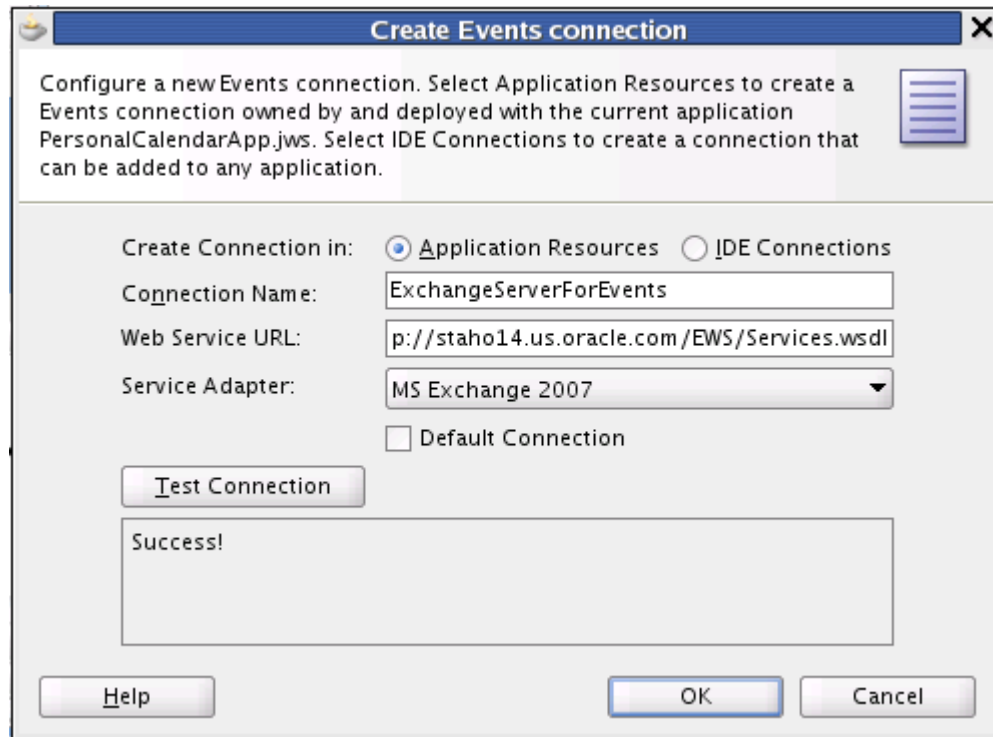 Create Events connection
Configure a new Events connection. Select Application Resources to create a
Events connection owned by and deployed with the current application
PersonalCalendarApp.jws. Select IDE Connections to create a connection that
can be added to any application.
Create Connection in: Application Resources IDE Connections
Connection Name: ExchangeServerForEvents
Web Service URL: p://staho14.us.oracle.com/EWS/Services.wsdl
Service Adapter: MS Exchange 2007
Default Connection
Test Connection
Success!
Help OK Cancel